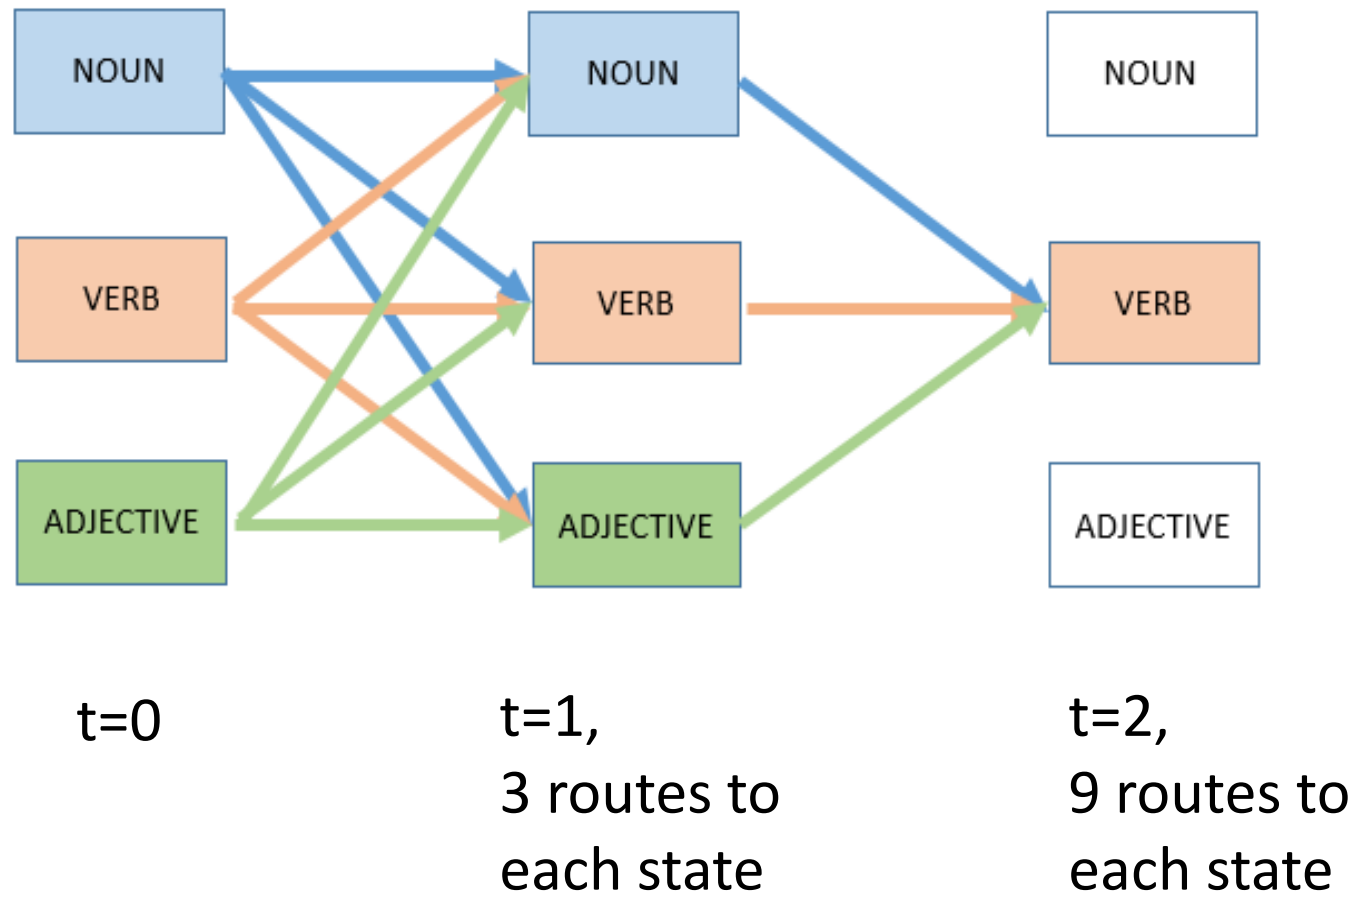 NOUN
NOUN
NOUN
VERB
VERB
VERB
ADJECTIVE
ADJECTIVE
ADJECTIVE
t=0
t=1,
3 routes to
each state
t=2,
9 routes to
each state